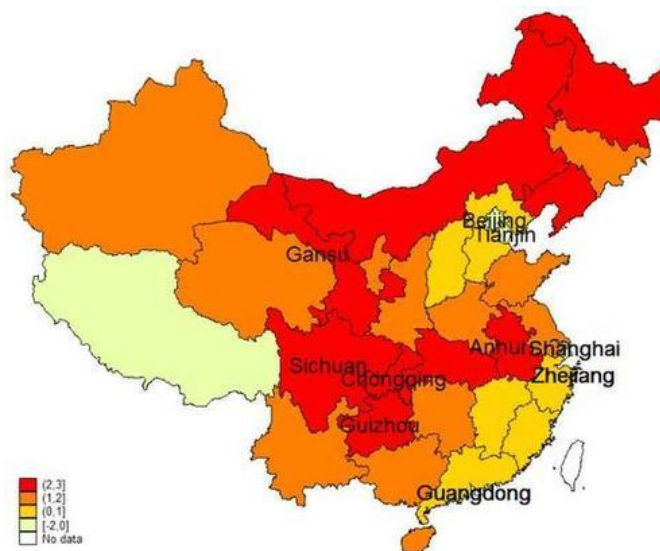 Beijing
Tianjin
Gansu
Anhui
Shanghai
Sichuan
Chongqing
Zhejiang
Guizhou
Guangdong
(2,3]
(1,2]
(0,1]
[-2,0]
No data